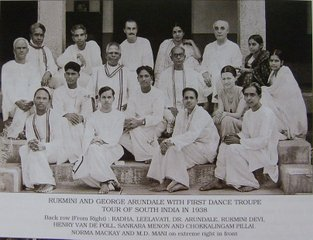 RUKMINI AND GEORGE ARUNDALE WITH FIRST DANCE TROUPE
TOUR OF SOUTH INDIA IN 1938
Back row (From Right) : RADHA, LEELAVATI, DR. ARUNDALE, RUKMINI DEVI,
HENRY VAN DE POLL, SANKARA MENON AND CHOKKALINGAM PILLAI.
NORMA MACKAY AND M.D. MANI on extreme right in front